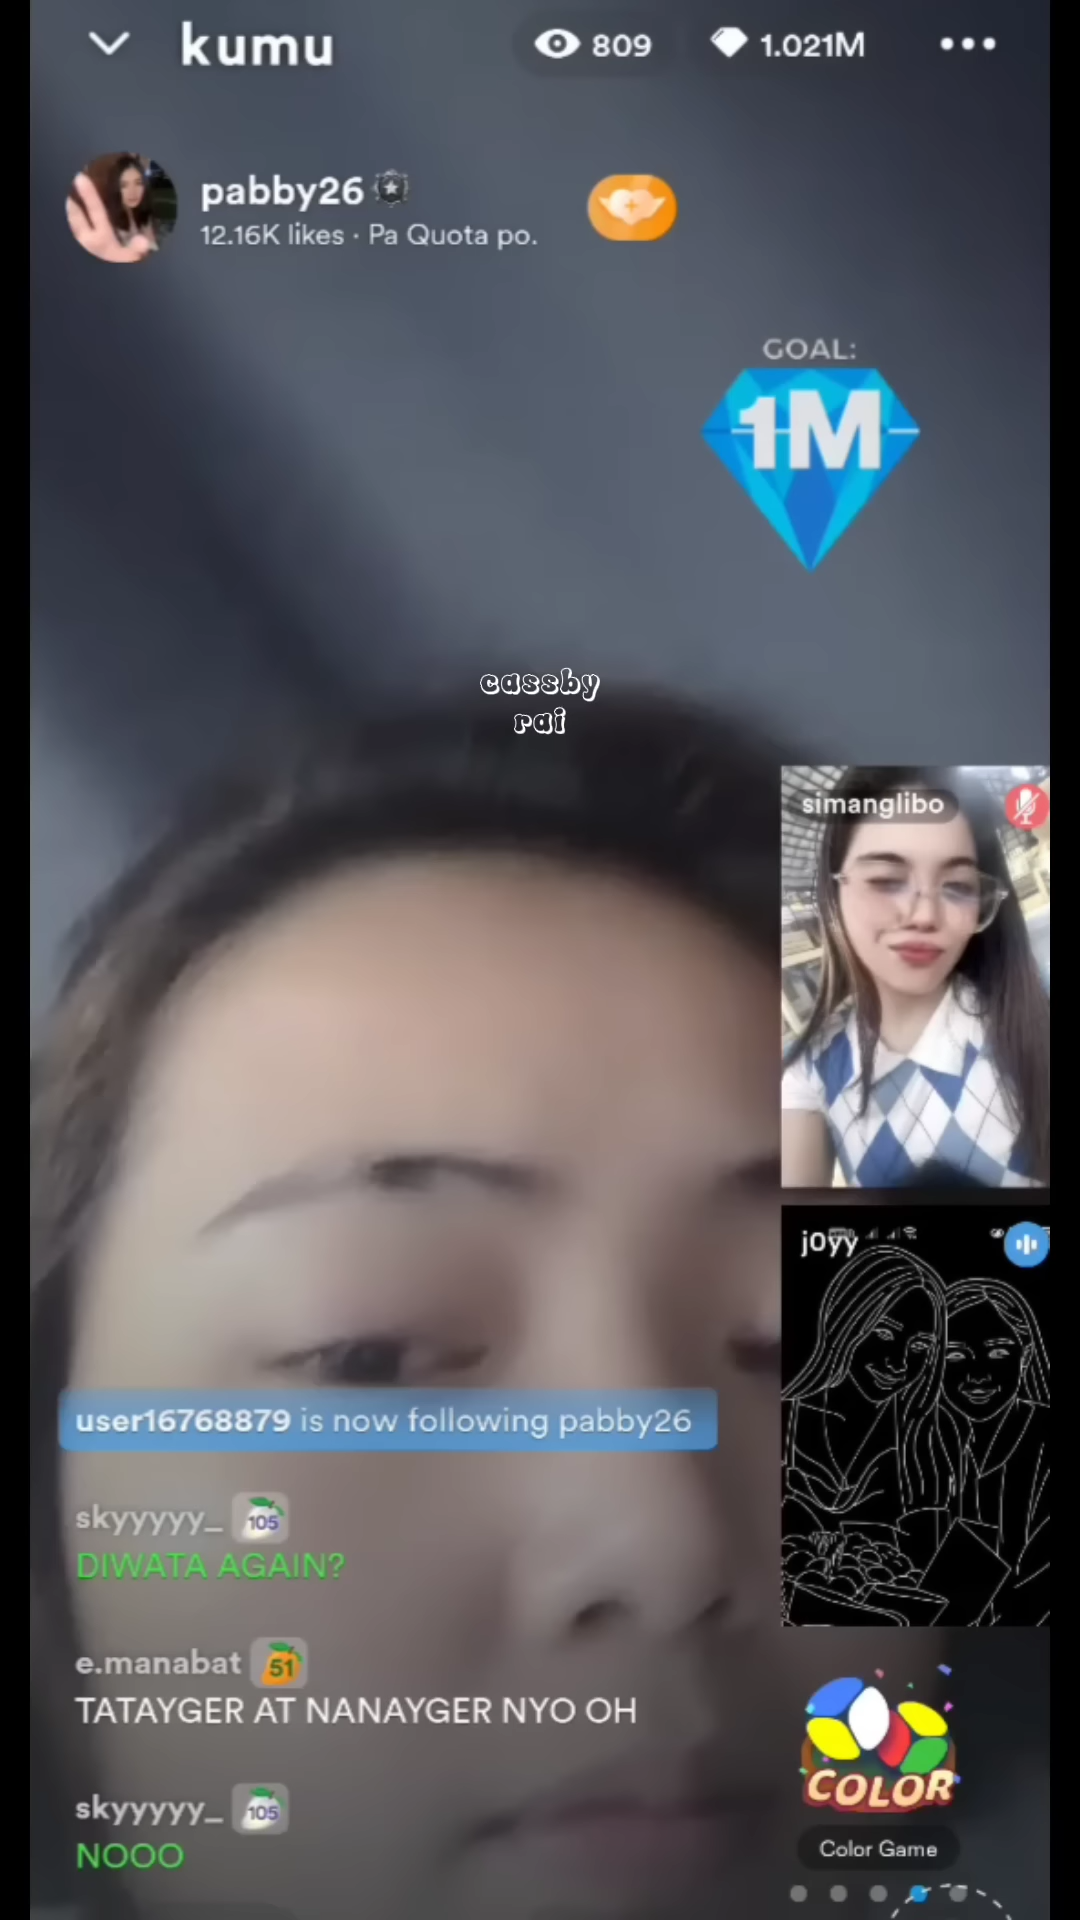 kumu
809
1.021M
pabby26
12.16K likes · Pa Quota po.
GOAL:
1M
cassby
rai
simanglibo
j0yy
user16768879 is now following pabby26
skyyyyy_ 105
DIWATA AGAIN?
e.manabat 51
TATAYGER AT NANAYGER NYO OH
skyyyyy_ 105
NOOO
COLOR
Color Game